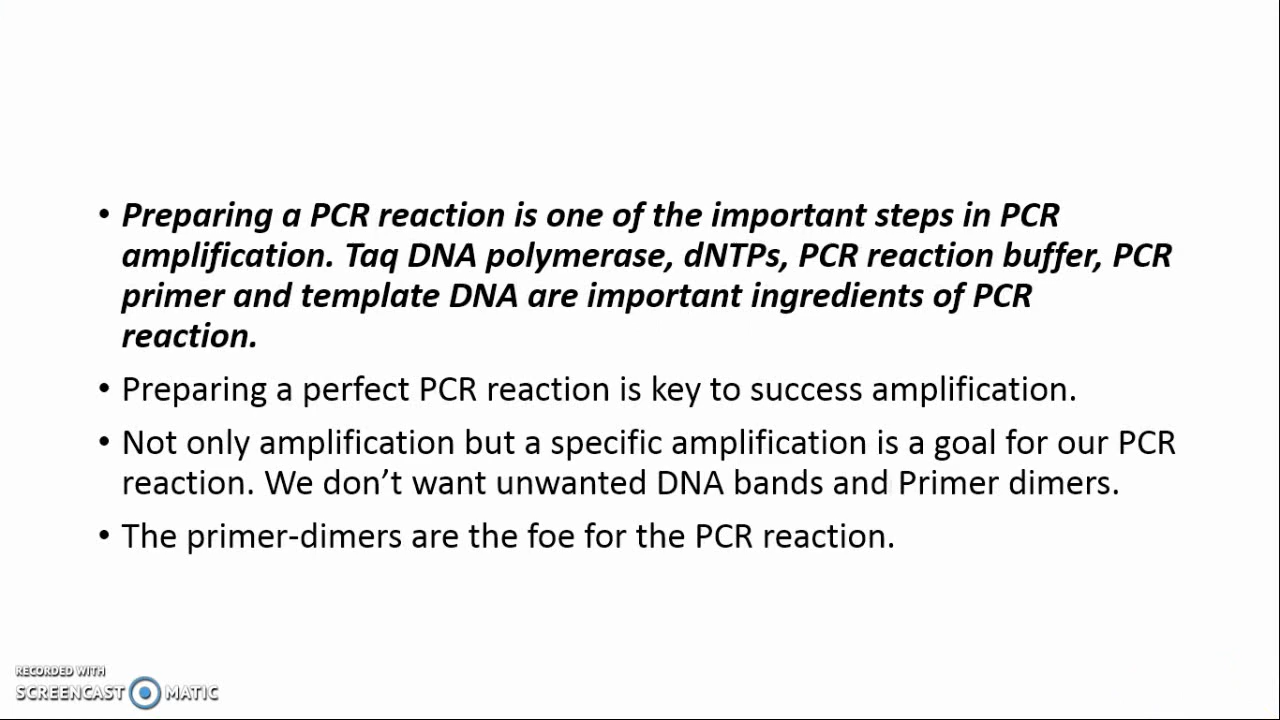 • Preparing a PCR reaction is one of the important steps in PCR
amplification. Taq DNA polymerase, dNTPs, PCR reaction buffer, PCR
primer and template DNA are important ingredients of PCR
reaction.
• Preparing a perfect PCR reaction is key to success amplification.
• Not only amplification but a specific amplification is a goal for our PCR
reaction. We don’t want unwanted DNA bands and Primer dimers.
• The primer-dimers are the foe for the PCR reaction.
RECORDED WITH
SCREENCAST MATIC